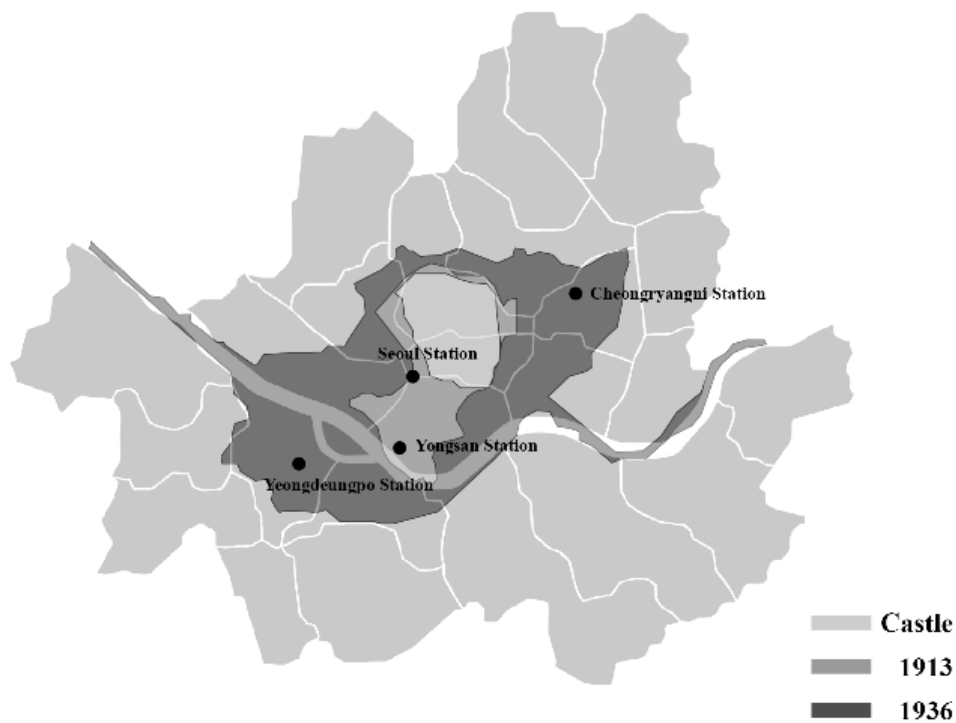 Cheongryangni Station
Seoul Station
Yongsan Station
Yeongdeungpo Station
Castle
1913
1936